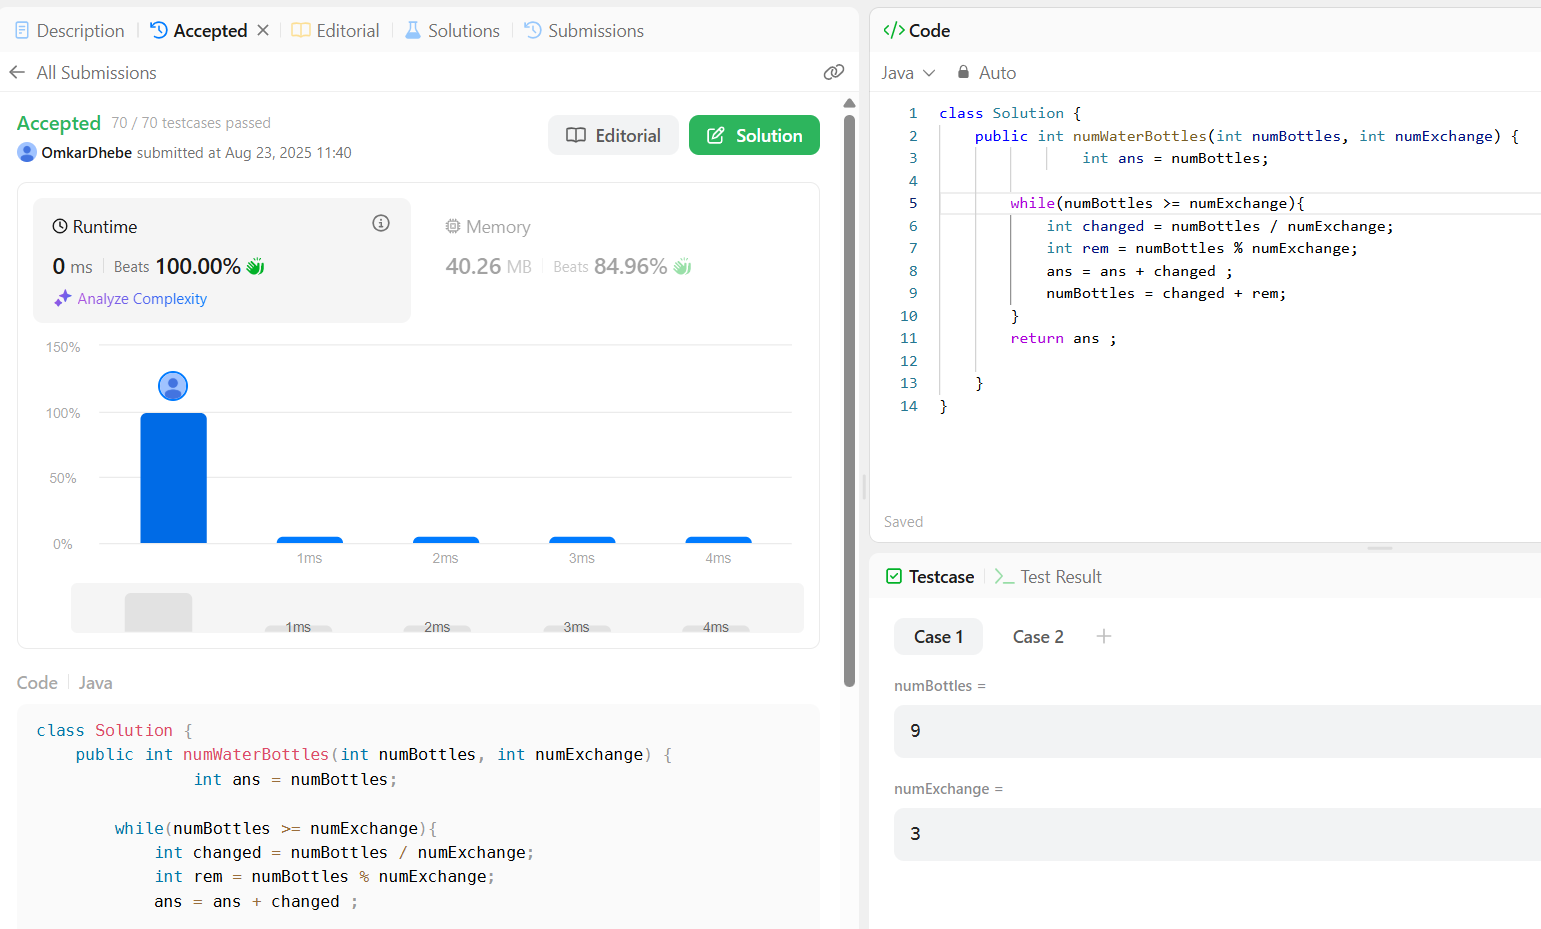 Description
Accepted
Editorial
Solutions
Submissions
All Submissions
Accepted 70 / 70 testcases passed
OmkarDhebe submitted at Aug 23, 2025 11:40
Editorial
Solution
Runtime
0 ms Beats 100.00%
Analyze Complexity
Memory
40.26 MB Beats 84.96%
150%
100%
50%
0%
1ms 2ms 3ms 4ms
1ms 2ms 3ms 4ms
Code Java
class Solution {
    public int numWaterBottles(int numBottles, int numExchange) {
                int ans = numBottles;
        while(numBottles >= numExchange){
            int changed = numBottles / numExchange;
            int rem = numBottles % numExchange;
            ans = ans + changed ;
</> Code
Java Auto
1 class Solution {
2     public int numWaterBottles(int numBottles, int numExchange) {
3                 int ans = numBottles;
4
5         while(numBottles >= numExchange){
6             int changed = numBottles / numExchange;
7             int rem = numBottles % numExchange;
8             ans = ans + changed ;
9             numBottles = changed + rem;
10         }
11         return ans ;
12
13     }
14 }
Saved
Testcase
Test Result
Case 1 Case 2 +
numBottles =
9
numExchange =
3